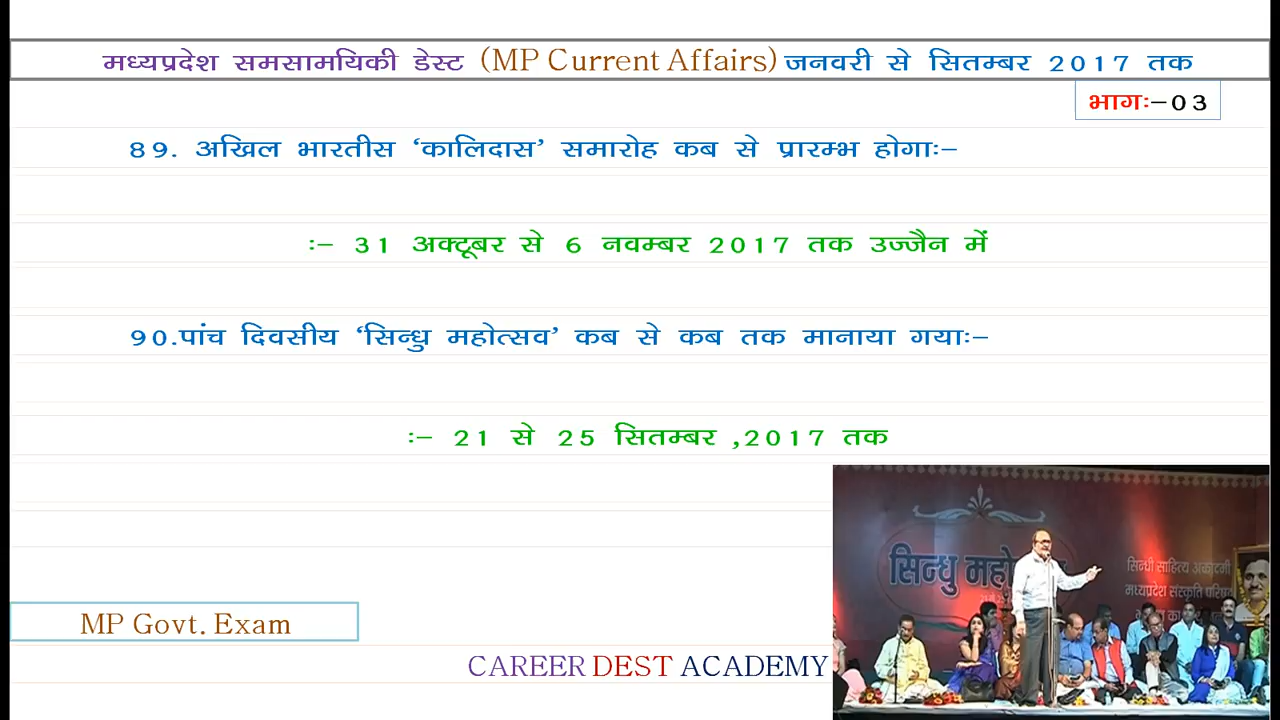 मध्यप्रदेश समसामयिकी डेस्ट (MP Current Affairs) जनवरी से सितम्बर 2017 तक
भागः-03
89. अखिल भारतीस ‘कालिदास’ समारोह कब से प्रारम्भ होगाः-
ः- 31 अक्टूबर से 6 नवम्बर 2017 तक उज्जैन में
90.पांच दिवसीय ‘सिन्धु महोत्सव’ कब से कब तक मानाया गयाः-
ः- 21 से 25 सितम्बर ,2017 तक
सिन्धु
सिंधी साहित्य अकादमी
मध्यप्रदेश संस्कृति परिषद
MP Govt. Exam
CAREER DEST ACADEMY